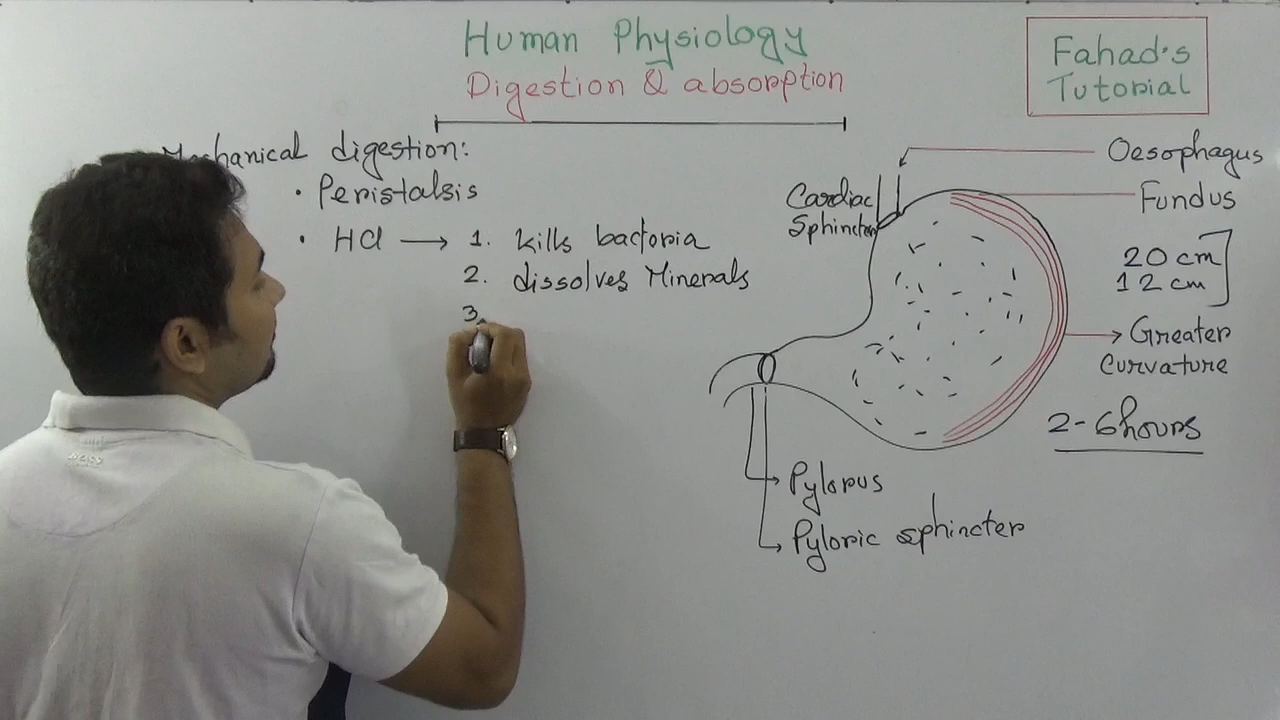 Human Physiology
Digestion & absorption
Fahad's
Tutorial
Mechanical digestion:
• Peristalsis
• HCl → 1. kills bacteria
2. dissolves Minerals
3.
Oesophagus
Cardiac
Sphincter
Fundus
20 cm
12 cm
Greater
Curvature
2-6 hours
Pylorus
Pyloric sphincter